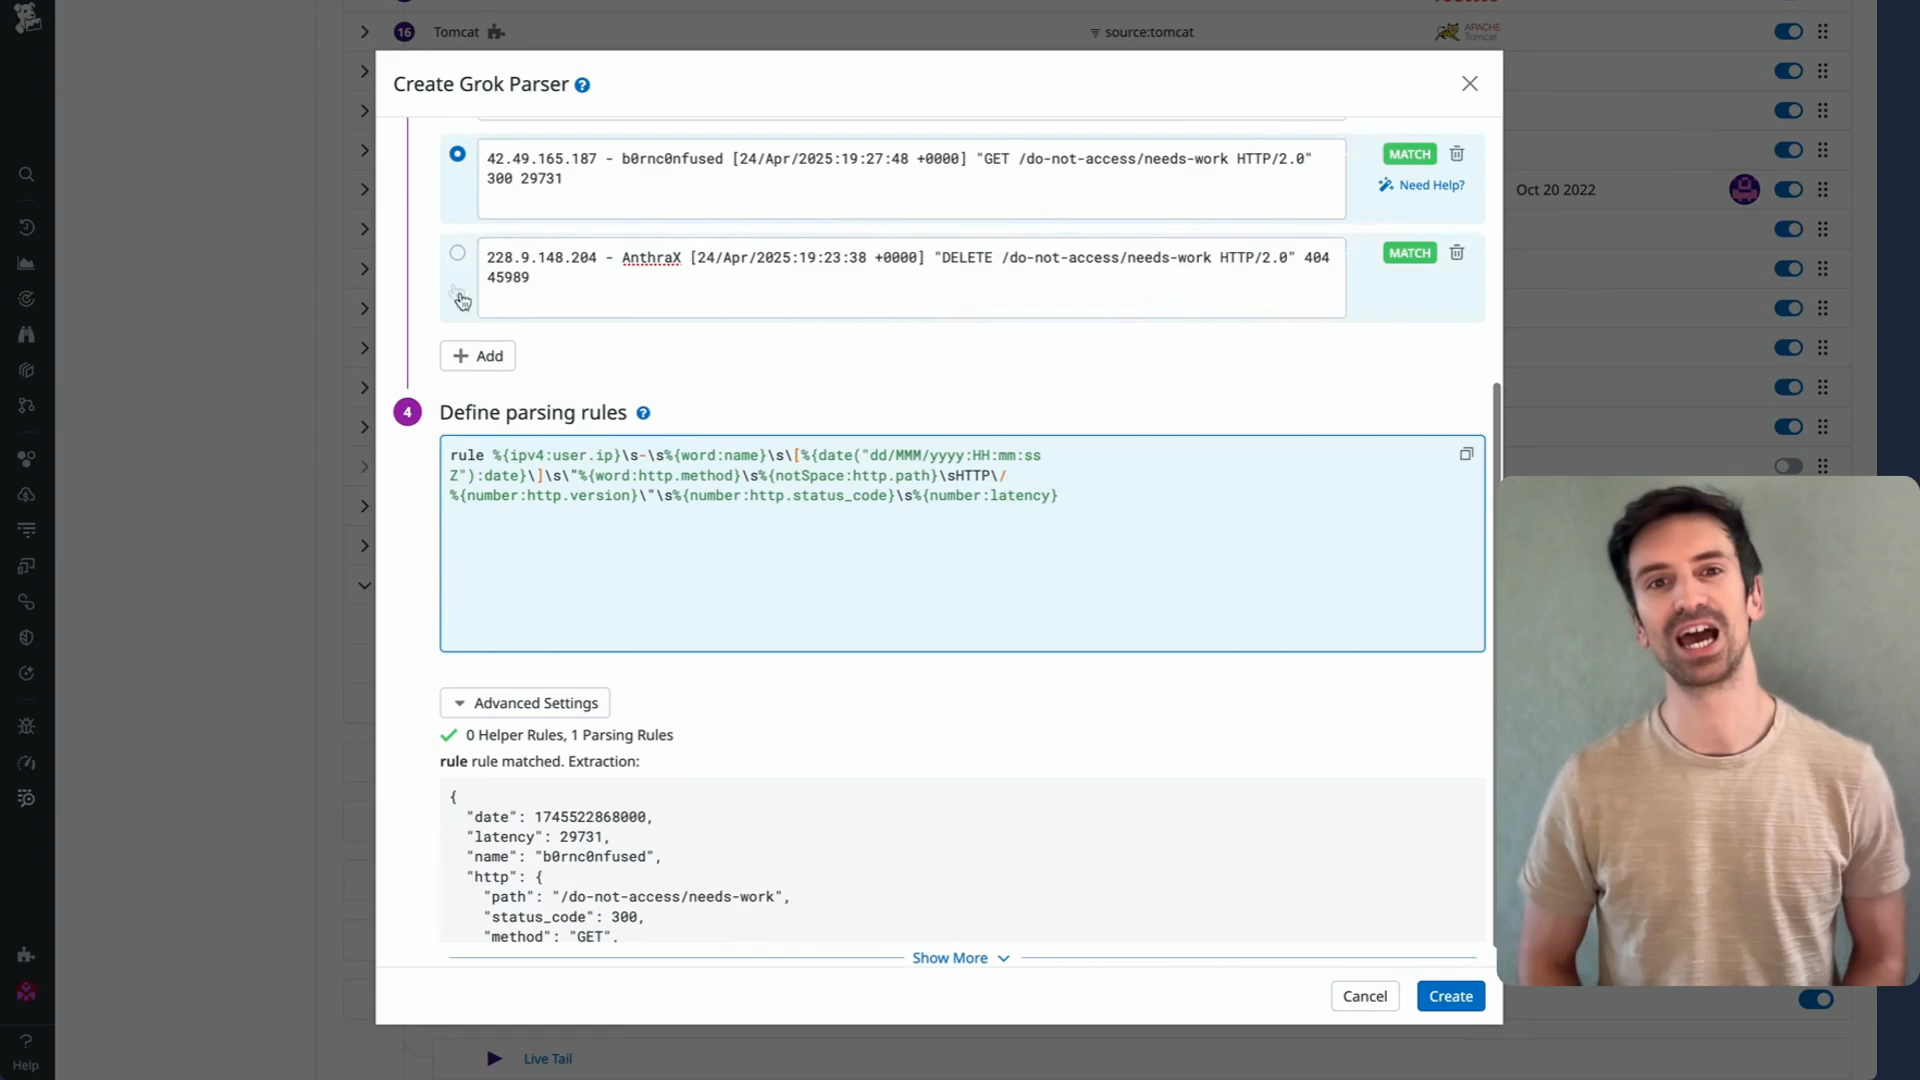 16 Tomcat source:tomcat APACHE Tomcat
Create Grok Parser ?
42.49.165.187 - b0rnc0nfused [24/Apr/2025:19:27:48 +0000] "GET /do-not-access/needs-work HTTP/2.0"
300 29731
MATCH
Need Help?
Oct 20 2022
228.9.148.204 - AnthraX [24/Apr/2025:19:23:38 +0000] "DELETE /do-not-access/needs-work HTTP/2.0" 404
45989
MATCH
+ Add
4 Define parsing rules ?
rule %{ipv4:user.ip}\s-\s%{word:name}\s\[%{date("dd/MMM/yyyy:HH:mm:ss
Z"):date}\]\s\"%{word:http.method}\s%{notSpace:http.path}\sHTTP\/
%{number:http.version}\"\s%{number:http.status_code}\s%{number:latency}
Advanced Settings
0 Helper Rules, 1 Parsing Rules
rule rule matched. Extraction:
{
"date": 1745522868000,
"latency": 29731,
"name": "b0rnc0nfused",
"http": {
"path": "/do-not-access/needs-work",
"status_code": 300,
"method": "GET",
Show More
Cancel
Create
Help
Live Tail